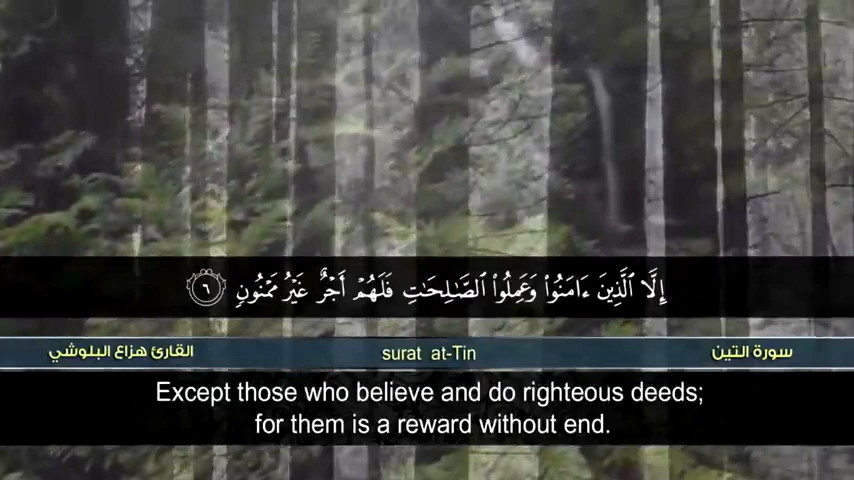 إِلَّا ٱلَّذِينَ ءَامَنُوا۟ وَعَمِلُوا۟ ٱلصَّـٰلِحَـٰتِ فَلَهُمْ أَجْرٌ غَيْرُ مَمْنُونٍ ٦
سورة التين surat at-Tin القارئ هزاع البلوشي
Except those who believe and do righteous deeds;
for them is a reward without end.